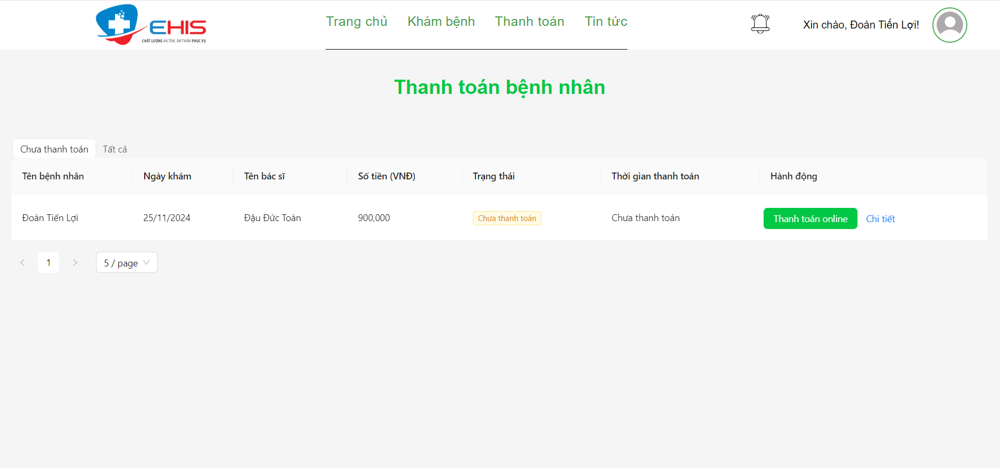 EHIS
CHẤT LƯỢNG AN TÂM, ÂM THẦM PHỤC VỤ
Trang chủ Khám bệnh Thanh toán Tin tức
Xin chào, Đoàn Tiến Lợi!
Thanh toán bệnh nhân
Chưa thanh toán Tất cả
Tên bệnh nhân Ngày khám Tên bác sĩ Số tiền (VNĐ) Trạng thái Thời gian thanh toán Hành động
Đoàn Tiến Lợi 25/11/2024 Đậu Đức Toàn 900,000 Chưa thanh toán Chưa thanh toán Thanh toán online Chi tiết
< 1 > 5 / page